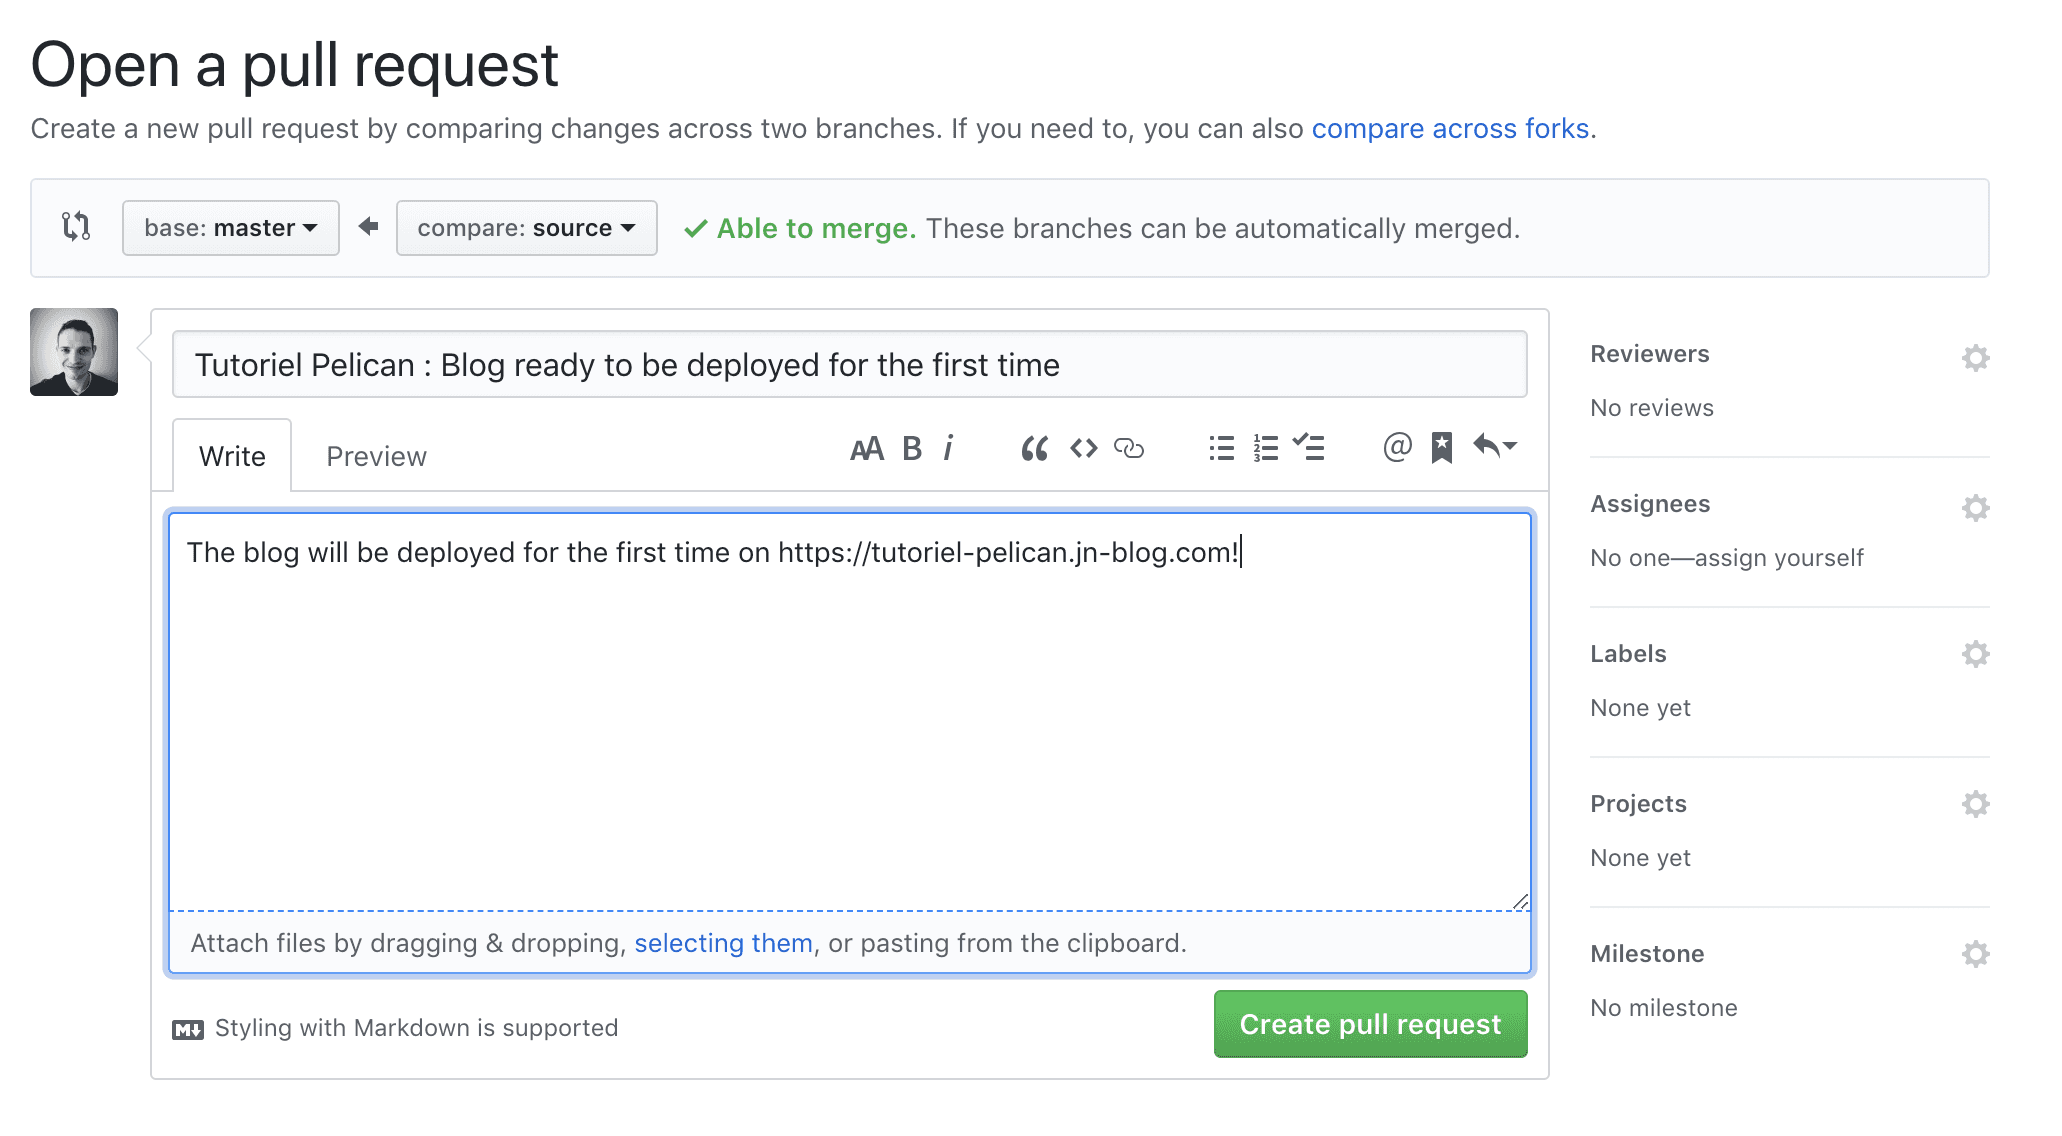 Open a pull request
Create a new pull request by comparing changes across two branches. If you need to, you can also compare across forks.
base: master compare: source Able to merge. These branches can be automatically merged.
Tutoriel Pelican : Blog ready to be deployed for the first time
Write Preview
The blog will be deployed for the first time on https://tutoriel-pelican.jn-blog.com!
Attach files by dragging & dropping, selecting them, or pasting from the clipboard.
Styling with Markdown is supported
Create pull request
Reviewers
No reviews
Assignees
No one—assign yourself
Labels
None yet
Projects
None yet
Milestone
No milestone